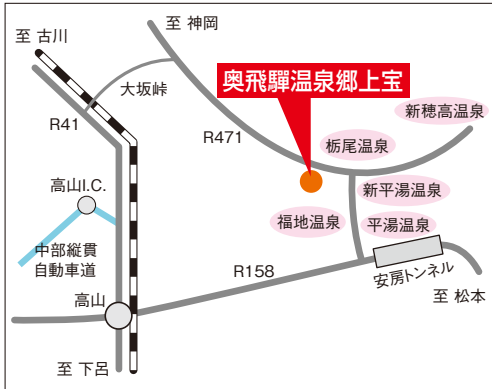 至 神岡
至 古川
大坂峠
奥飛驒温泉郷上宝
新穂高温泉
R41
R471
栃尾温泉
高山I.C.
新平湯温泉
福地温泉
平湯温泉
中部縦貫
自動車道
R158
安房トンネル
高山
至 松本
至 下呂